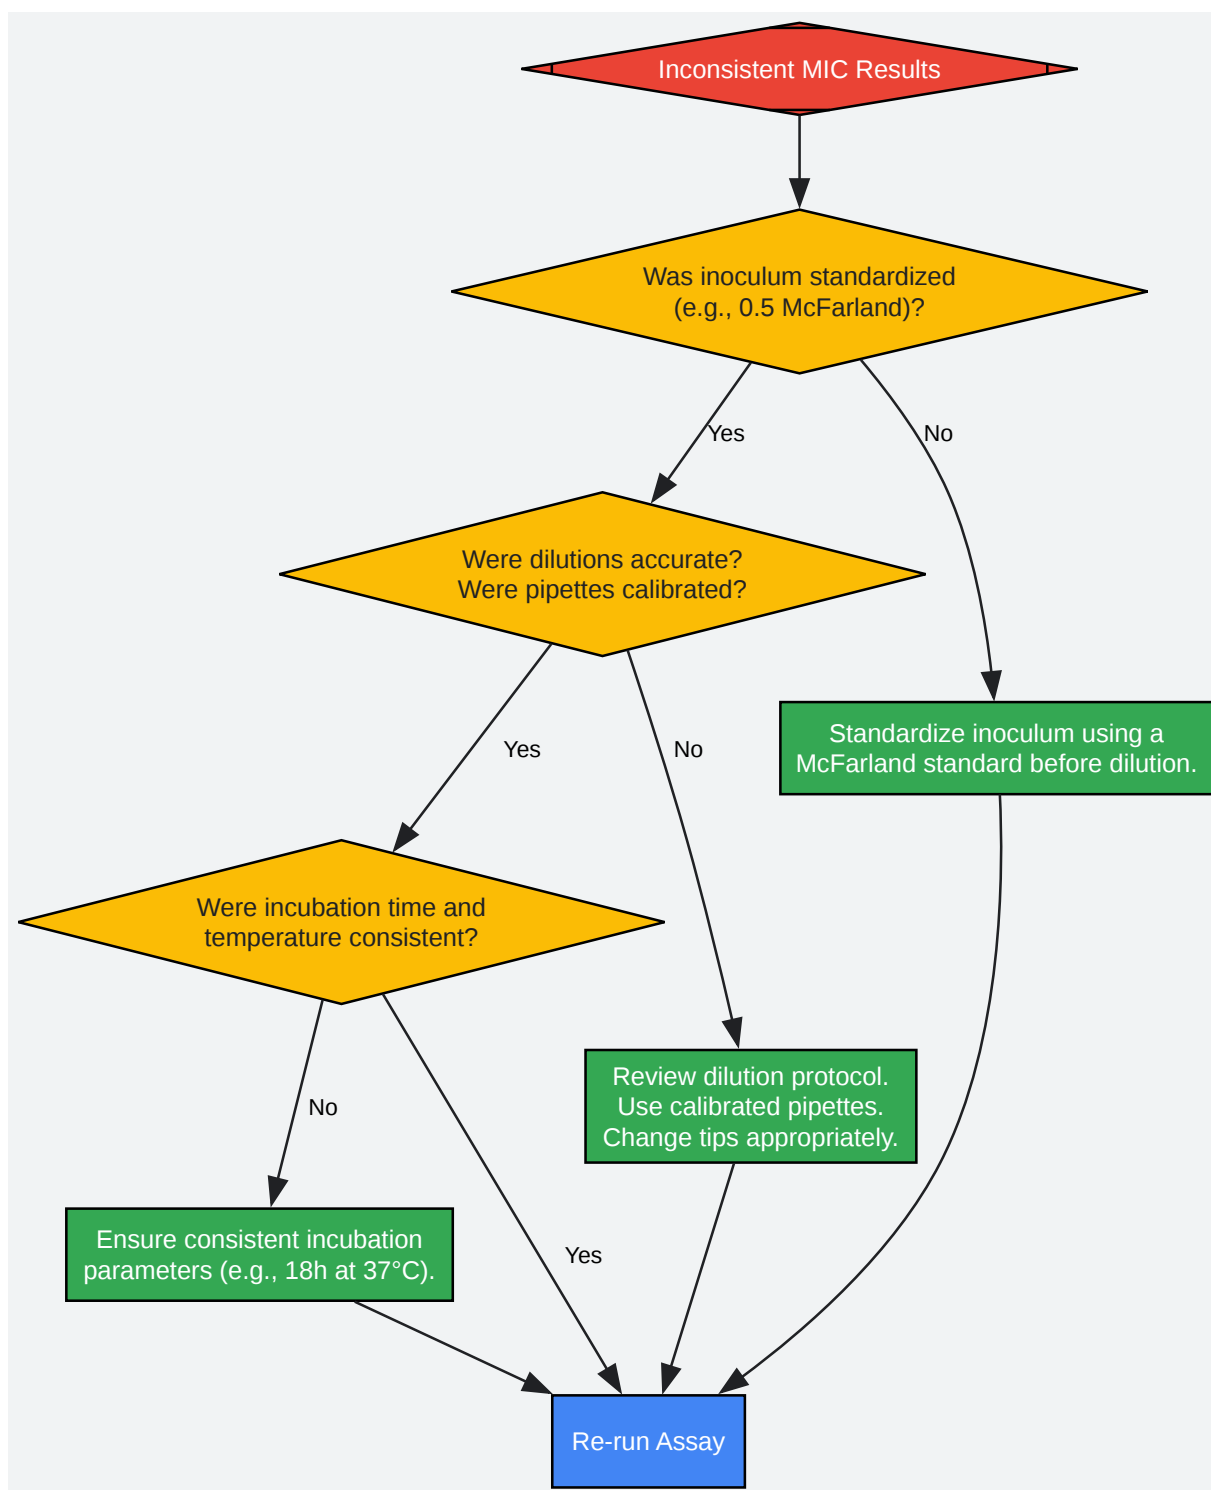 Inconsistent MIC Results
Was inoculum standardized
(e.g., 0.5 McFarland)?
Yes
No
Were dilutions accurate?
Were pipettes calibrated?
Yes
No
Standardize inoculum using a
McFarland standard before dilution.
Were incubation time and
temperature consistent?
No
Yes
Review dilution protocol.
Use calibrated pipettes.
Change tips appropriately.
Ensure consistent incubation
parameters (e.g., 18h at 37°C).
Re-run Assay